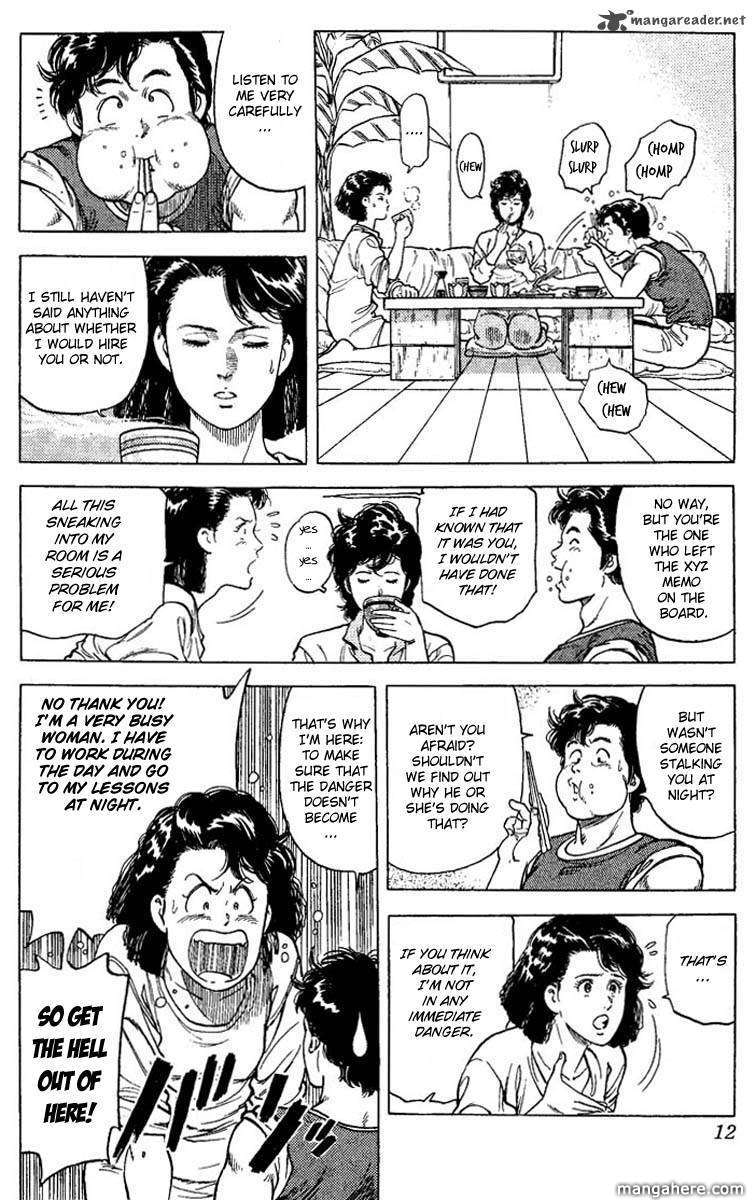 mangareader.net
....
CHEW
SLURP
SLURP
CHOMP
CHOMP
CHEW
CHEW
LISTEN TO
ME VERY
CAREFULLY
...
I STILL HAVEN'T
SAID ANYTHING
ABOUT WHETHER
I WOULD HIRE
YOU OR NOT.
NO WAY,
BUT YOU'RE
THE ONE
WHO LEFT
THE XYZ
MEMO
ON THE
BOARD.
IF I HAD
KNOWN THAT
IT WAS YOU,
I WOULDN'T
HAVE DONE
THAT!
yes
..
yes
..
ALL THIS
SNEAKING
INTO MY
ROOM IS A
SERIOUS
PROBLEM
FOR ME!
BUT
WASN'T
SOMEONE
STALKING
YOU AT
NIGHT?
AREN'T YOU
AFRAID?
SHOULDN'T
WE FIND OUT
WHY HE OR
SHE'S DOING
THAT?
THAT'S
...
IF YOU THINK
ABOUT IT,
I'M NOT
IN ANY
IMMEDIATE
DANGER.
THAT'S WHY
I'M HERE:
TO MAKE
SURE THAT
THE DANGER
DOESN'T
BECOME
...
NO THANK YOU!
I'M A VERY BUSY
WOMAN. I HAVE
TO WORK DURING
THE DAY AND GO
TO MY LESSONS
AT NIGHT.
SO GET
THE HELL
OUT OF
HERE!
12
mangahere.com